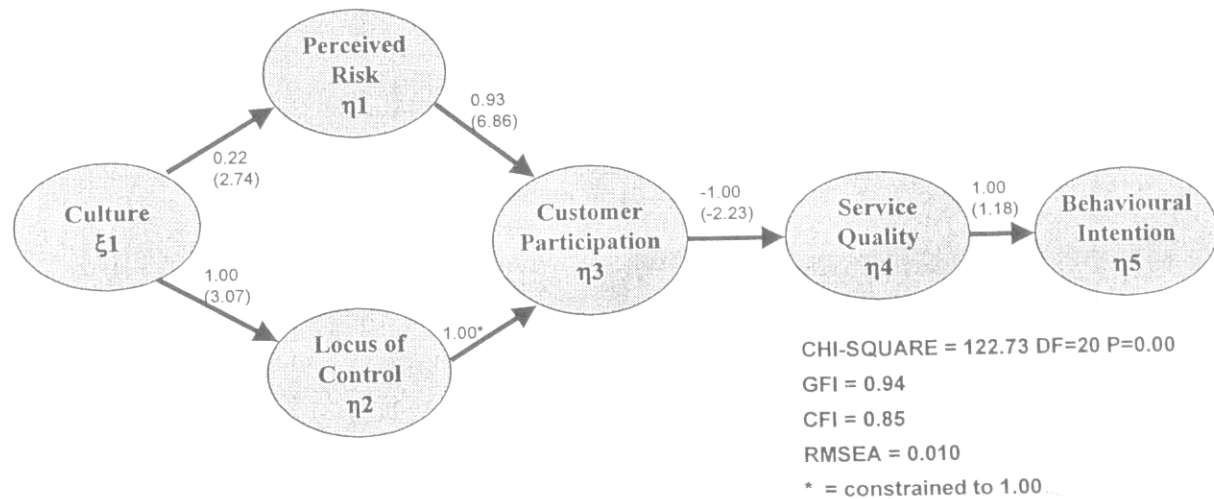 Perceived
Risk
η1
0.93
(6.86)
0.22
(2.74)
Culture
ξ1
Customer
Participation
η3
-1.00
(-2.23)
Service
Quality
η4
1.00
(1.18)
Behavioural
Intention
η5
1.00
(3.07)
Locus of
Control
η2
1.00*
CHI-SQUARE = 122.73 DF=20 P=0.00
GFI = 0.94
CFI = 0.85
RMSEA = 0.010
* = constrained to 1.00